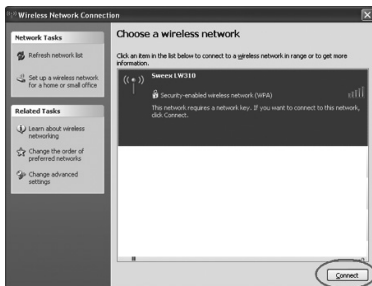 Wireless Network Connection
Network Tasks
Refresh network list
Set up a wireless network
for a home or small office
Related Tasks
Learn about wireless
networking
Change the order of
preferred networks
Change advanced
settings
Choose a wireless network
Click an item in the list below to connect to a wireless network in range or to get more
information.
Sweex LW310
Security-enabled wireless network (WPA)
This network requires a network key. If you want to connect to this network,
click Connect.
Connect